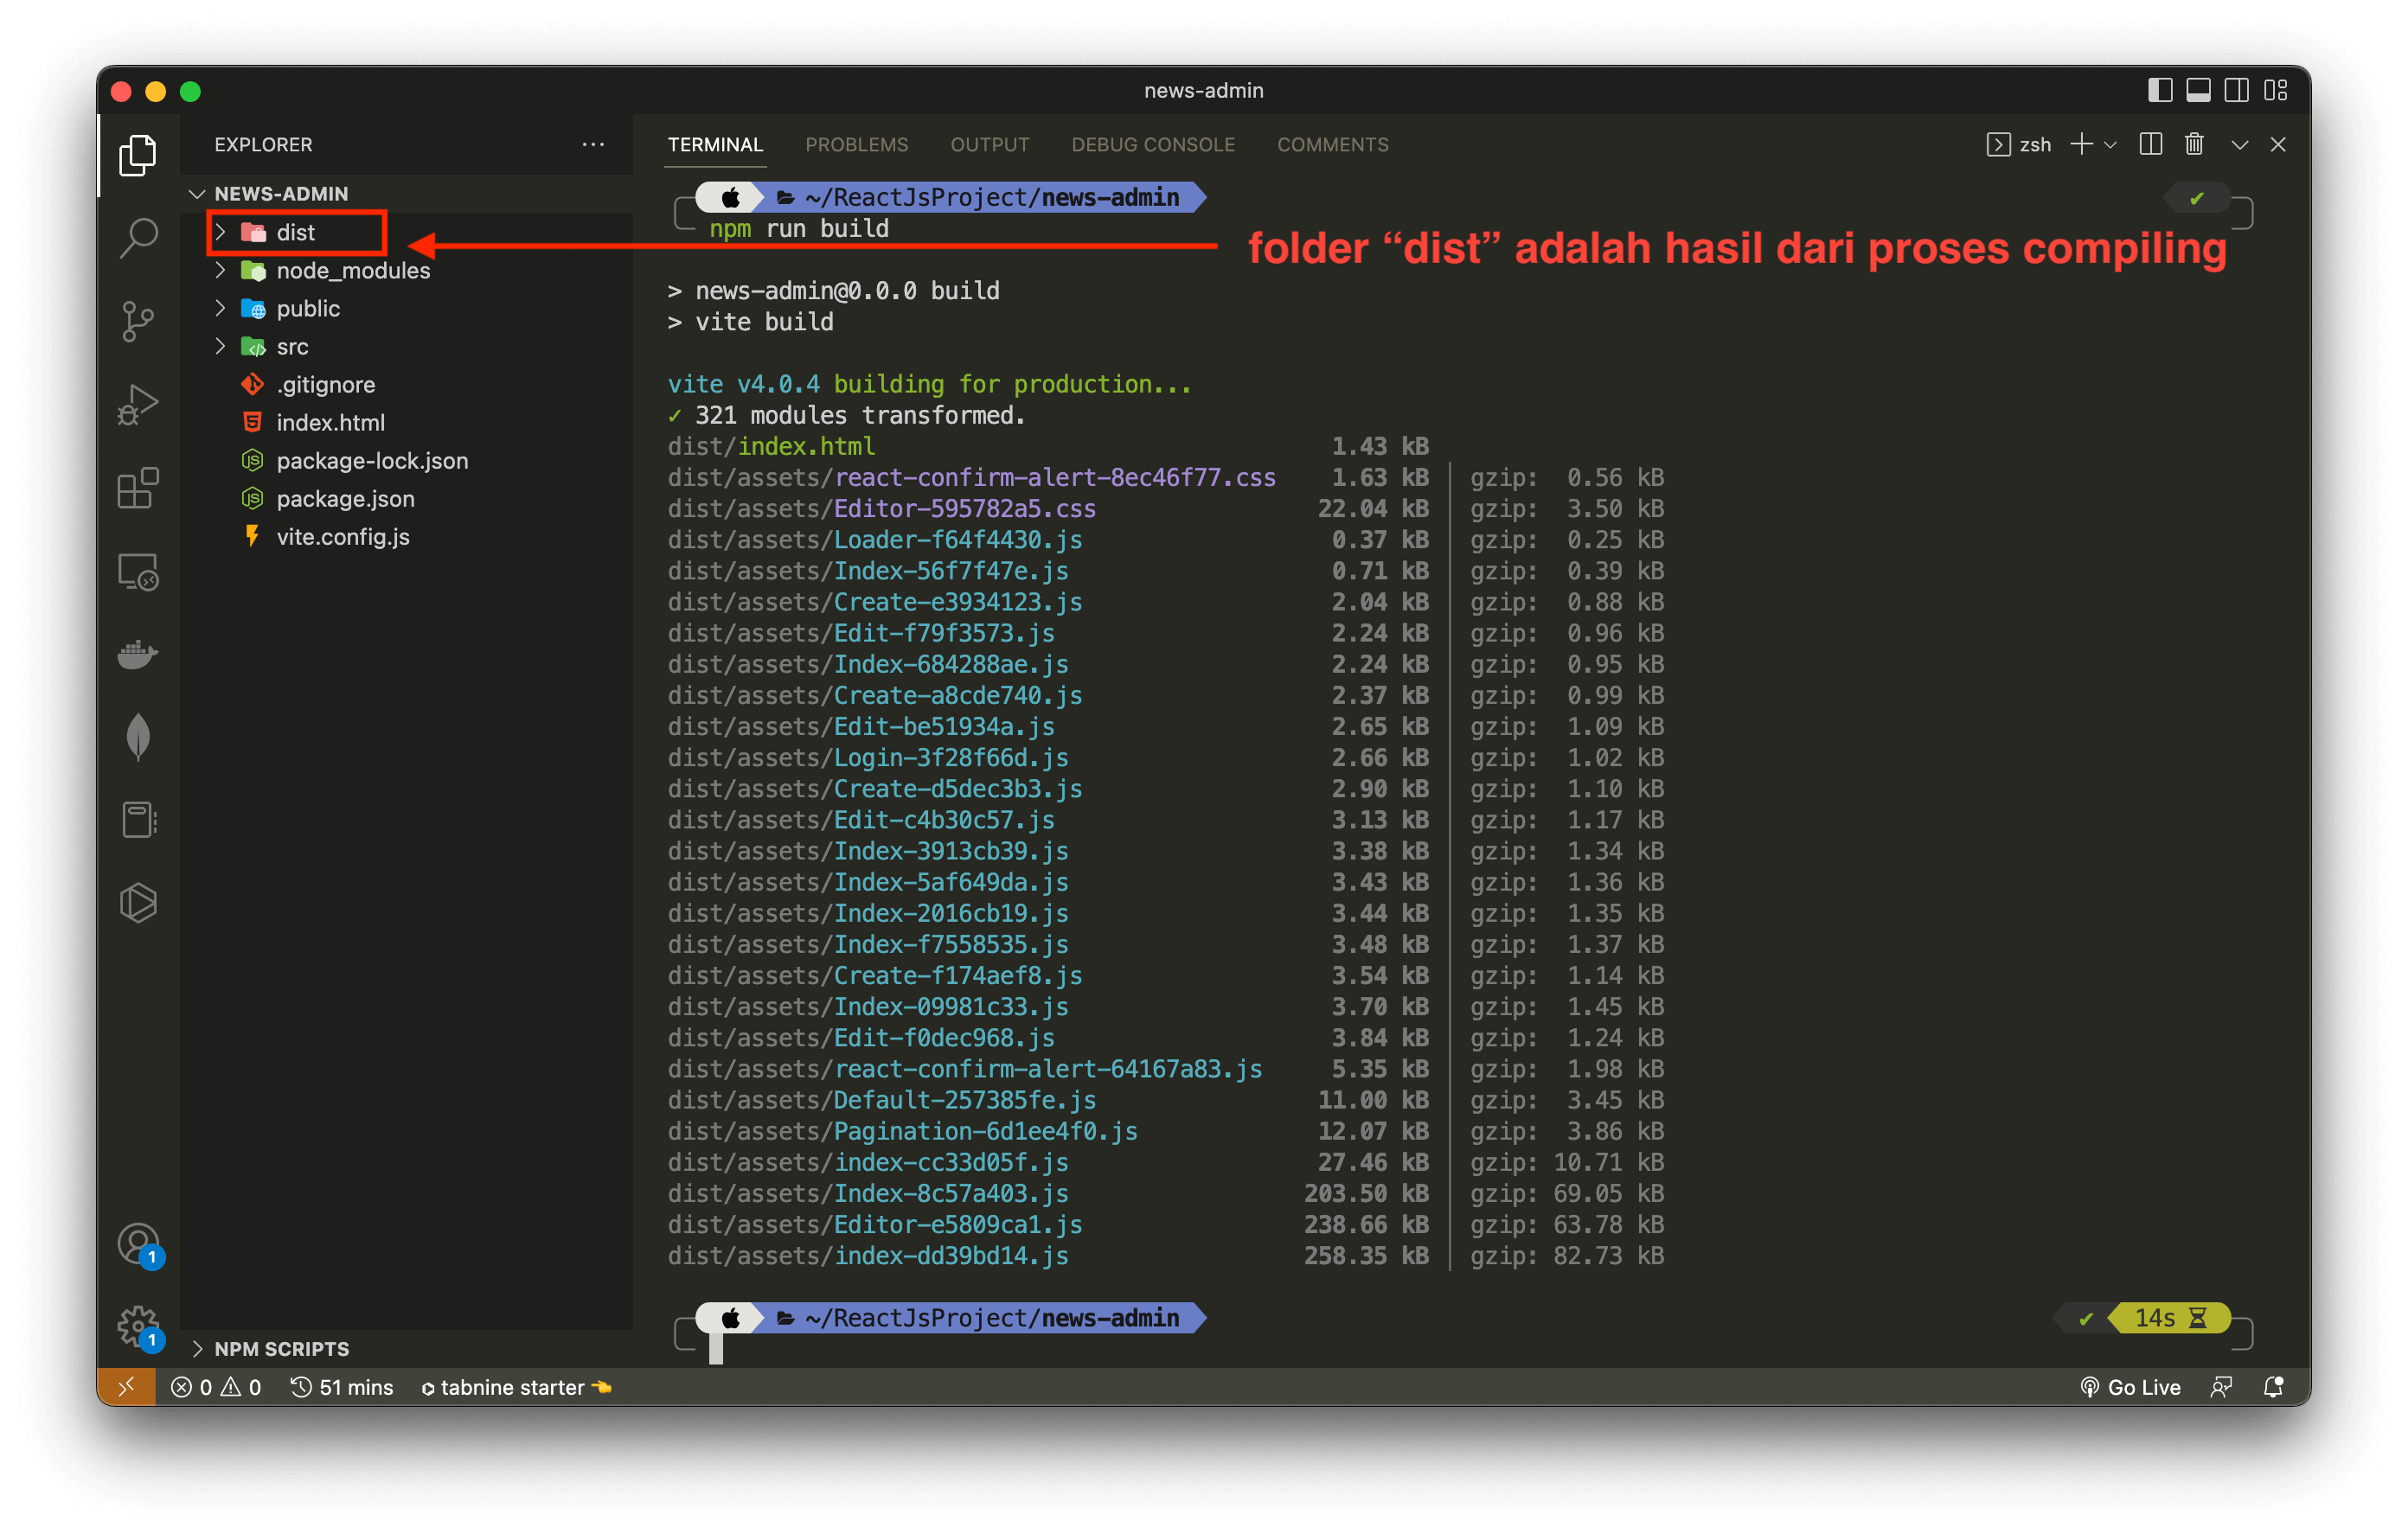 news-admin
EXPLORER
NEWS-ADMIN
dist
node_modules
public
src
.gitignore
index.html
package-lock.json
package.json
vite.config.js
NPM SCRIPTS
1
1
TERMINAL PROBLEMS OUTPUT DEBUG CONSOLE COMMENTS zsh
~/ReactJsProject/news-admin
npm run build
folder “dist” adalah hasil dari proses compiling
> news-admin@0.0.0 build
> vite build
vite v4.0.4 building for production...
✓ 321 modules transformed.
dist/index.html 1.43 kB
dist/assets/react-confirm-alert-8ec46f77.css 1.63 kB │ gzip: 0.56 kB
dist/assets/Editor-595782a5.css 22.04 kB │ gzip: 3.50 kB
dist/assets/Loader-f64f4430.js 0.37 kB │ gzip: 0.25 kB
dist/assets/Index-56f7f47e.js 0.71 kB │ gzip: 0.39 kB
dist/assets/Create-e3934123.js 2.04 kB │ gzip: 0.88 kB
dist/assets/Edit-f79f3573.js 2.24 kB │ gzip: 0.96 kB
dist/assets/Index-684288ae.js 2.24 kB │ gzip: 0.95 kB
dist/assets/Create-a8cde740.js 2.37 kB │ gzip: 0.99 kB
dist/assets/Edit-be51934a.js 2.65 kB │ gzip: 1.09 kB
dist/assets/Login-3f28f66d.js 2.66 kB │ gzip: 1.02 kB
dist/assets/Create-d5dec3b3.js 2.90 kB │ gzip: 1.10 kB
dist/assets/Edit-c4b30c57.js 3.13 kB │ gzip: 1.17 kB
dist/assets/Index-3913cb39.js 3.38 kB │ gzip: 1.34 kB
dist/assets/Index-5af649da.js 3.43 kB │ gzip: 1.36 kB
dist/assets/Index-2016cb19.js 3.44 kB │ gzip: 1.35 kB
dist/assets/Index-f7558535.js 3.48 kB │ gzip: 1.37 kB
dist/assets/Create-f174aef8.js 3.54 kB │ gzip: 1.14 kB
dist/assets/Index-09981c33.js 3.70 kB │ gzip: 1.45 kB
dist/assets/Edit-f0dec968.js 3.84 kB │ gzip: 1.24 kB
dist/assets/react-confirm-alert-64167a83.js 5.35 kB │ gzip: 1.98 kB
dist/assets/Default-257385fe.js 11.00 kB │ gzip: 3.45 kB
dist/assets/Pagination-6d1ee4f0.js 12.07 kB │ gzip: 3.86 kB
dist/assets/index-cc33d05f.js 27.46 kB │ gzip: 10.71 kB
dist/assets/Index-8c57a403.js 203.50 kB │ gzip: 69.05 kB
dist/assets/Editor-e5809ca1.js 238.66 kB │ gzip: 63.78 kB
dist/assets/index-dd39bd14.js 258.35 kB │ gzip: 82.73 kB
~/ReactJsProject/news-admin ✔ 14s
0 0 51 mins tabnine starter Go Live